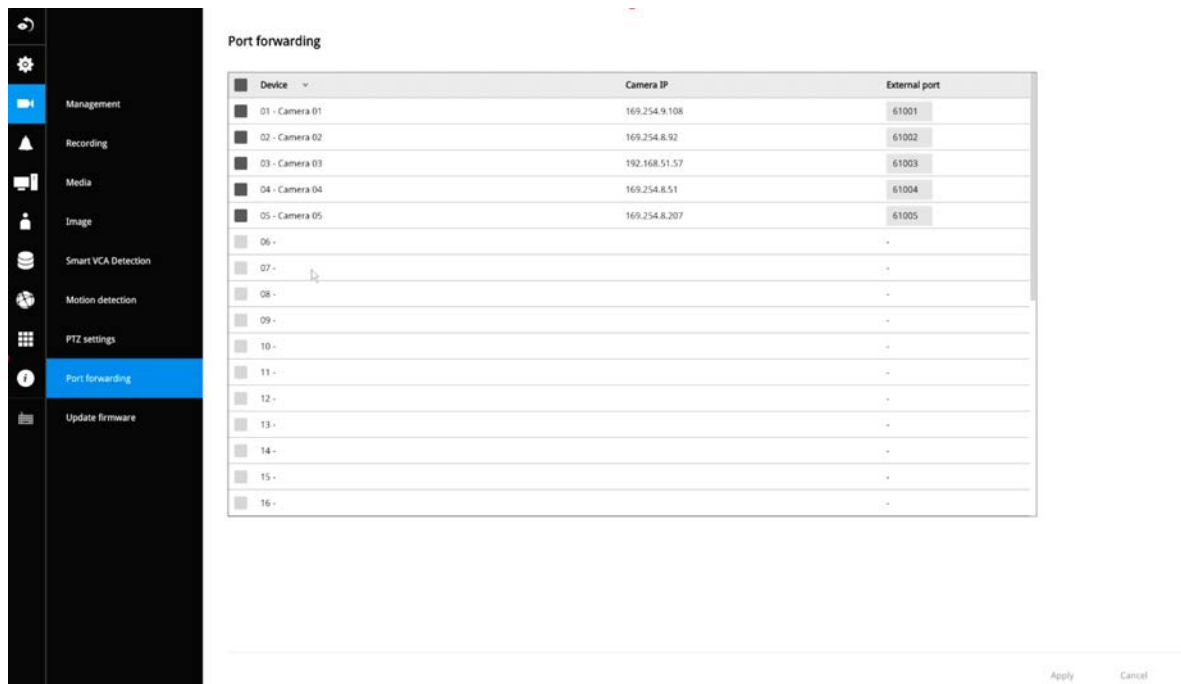 Port forwarding
Device Camera IP External port
01 - Camera 01 169.254.9.108 61001
02 - Camera 02 169.254.8.92 61002
03 - Camera 03 192.168.51.57 61003
04 - Camera 04 169.254.8.51 61004
05 - Camera 05 169.254.8.207 61005
06 - -
07 - -
08 - -
09 - -
10 - -
11 - -
12 - -
13 - -
14 - -
15 - -
16 - -
Management
Recording
Media
Image
Smart VCA Detection
Motion detection
PTZ settings
Port forwarding
Update firmware
Apply Cancel